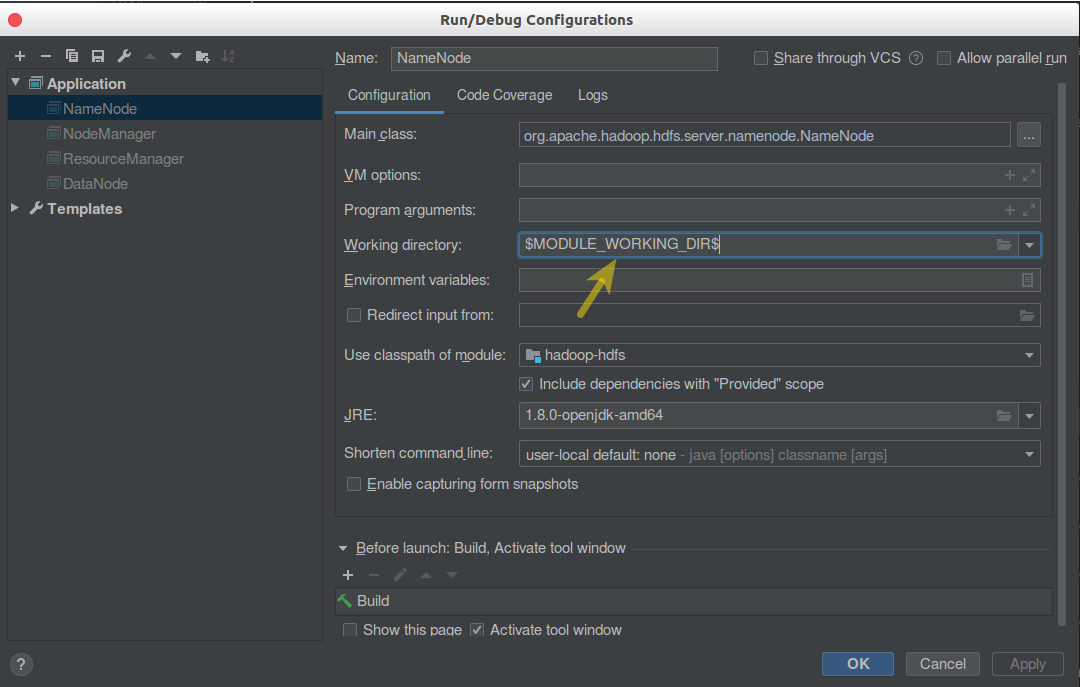 Run/Debug Configurations
Name: NameNode
Share through VCS ?
Allow parallel run
Application
NameNode
NodeManager
ResourceManager
DataNode
Templates
Configuration Code Coverage Logs
Main class: org.apache.hadoop.hdfs.server.namenode.NameNode ...
VM options:
Program arguments:
Working directory: $MODULE_WORKING_DIR$
Environment variables:
Redirect input from:
Use classpath of module: hadoop-hdfs
Include dependencies with "Provided" scope
JRE: 1.8.0-openjdk-amd64
Shorten command line: user-local default: none - java [options] classname [args]
Enable capturing form snapshots
Before launch: Build, Activate tool window
Build
Show this page Activate tool window
? OK Cancel Apply